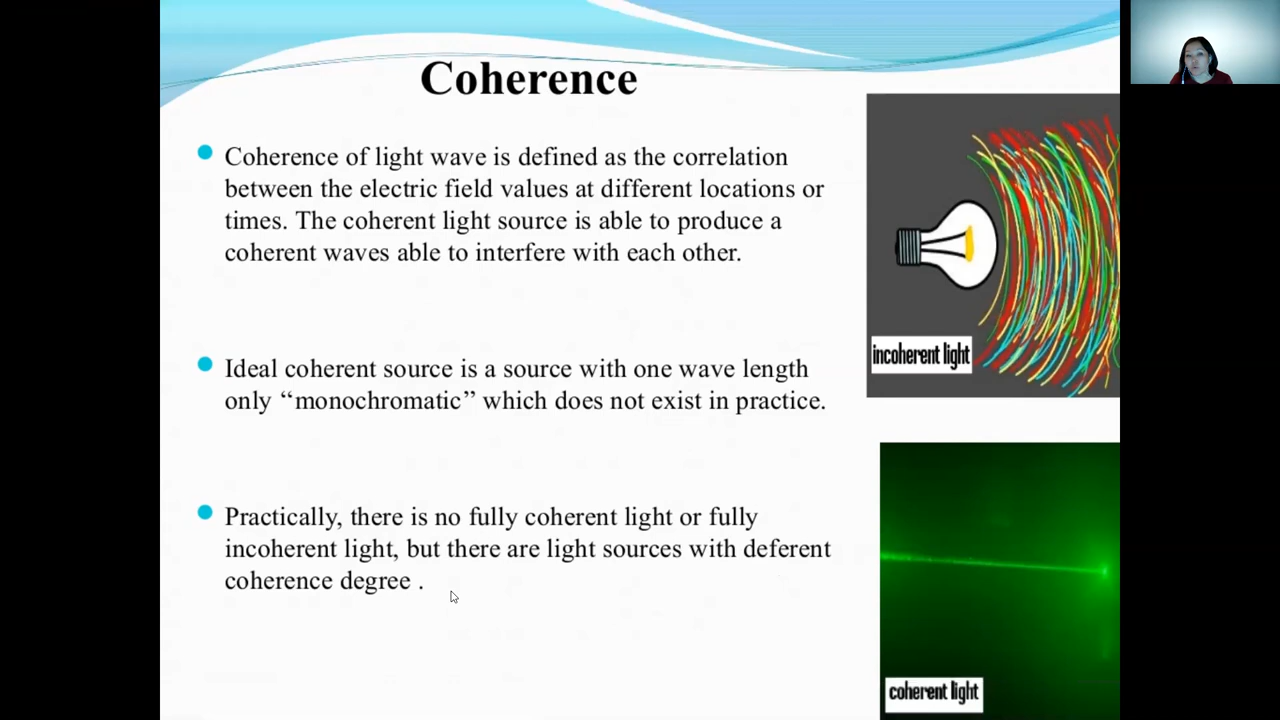 Coherence
Coherence of light wave is defined as the correlation
between the electric field values at different locations or
times. The coherent light source is able to produce a
coherent waves able to interfere with each other.
Ideal coherent source is a source with one wave length
only ‘‘monochromatic’’ which does not exist in practice.
Practically, there is no fully coherent light or fully
incoherent light, but there are light sources with deferent
coherence degree .
incoherent light
coherent light